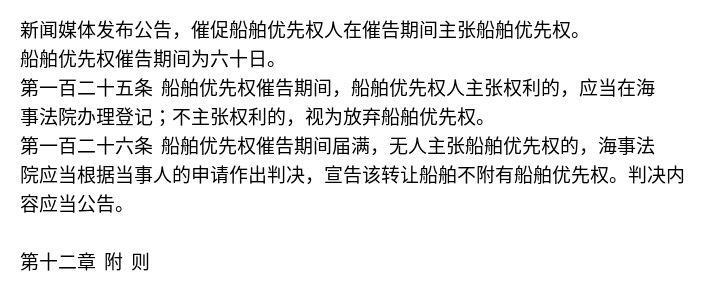 新闻媒体发布公告，催促船舶优先权人在催告期间主张船舶优先权。
船舶优先权催告期间为六十日。
第一百二十五条 船舶优先权催告期间，船舶优先权人主张权利的，应当在海
事法院办理登记；不主张权利的，视为放弃船舶优先权。
第一百二十六条 船舶优先权催告期间届满，无人主张船舶优先权的，海事法
院应当根据当事人的申请作出判决，宣告该转让船舶不附有船舶优先权。判决内
容应当公告。
第十二章 附 则